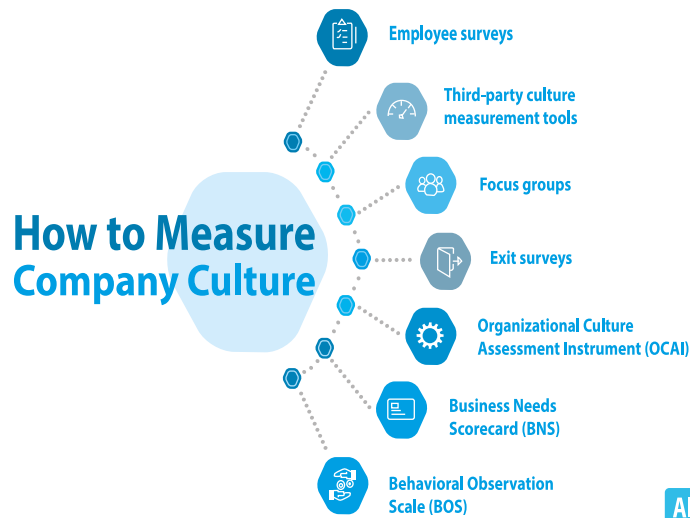 Employee surveys
Third-party culture
measurement tools
Focus groups
How to Measure
Company Culture
Exit surveys
Organizational Culture
Assessment Instrument (OCAI)
Business Needs
Scorecard (BNS)
Behavioral Observation
Scale (BOS)